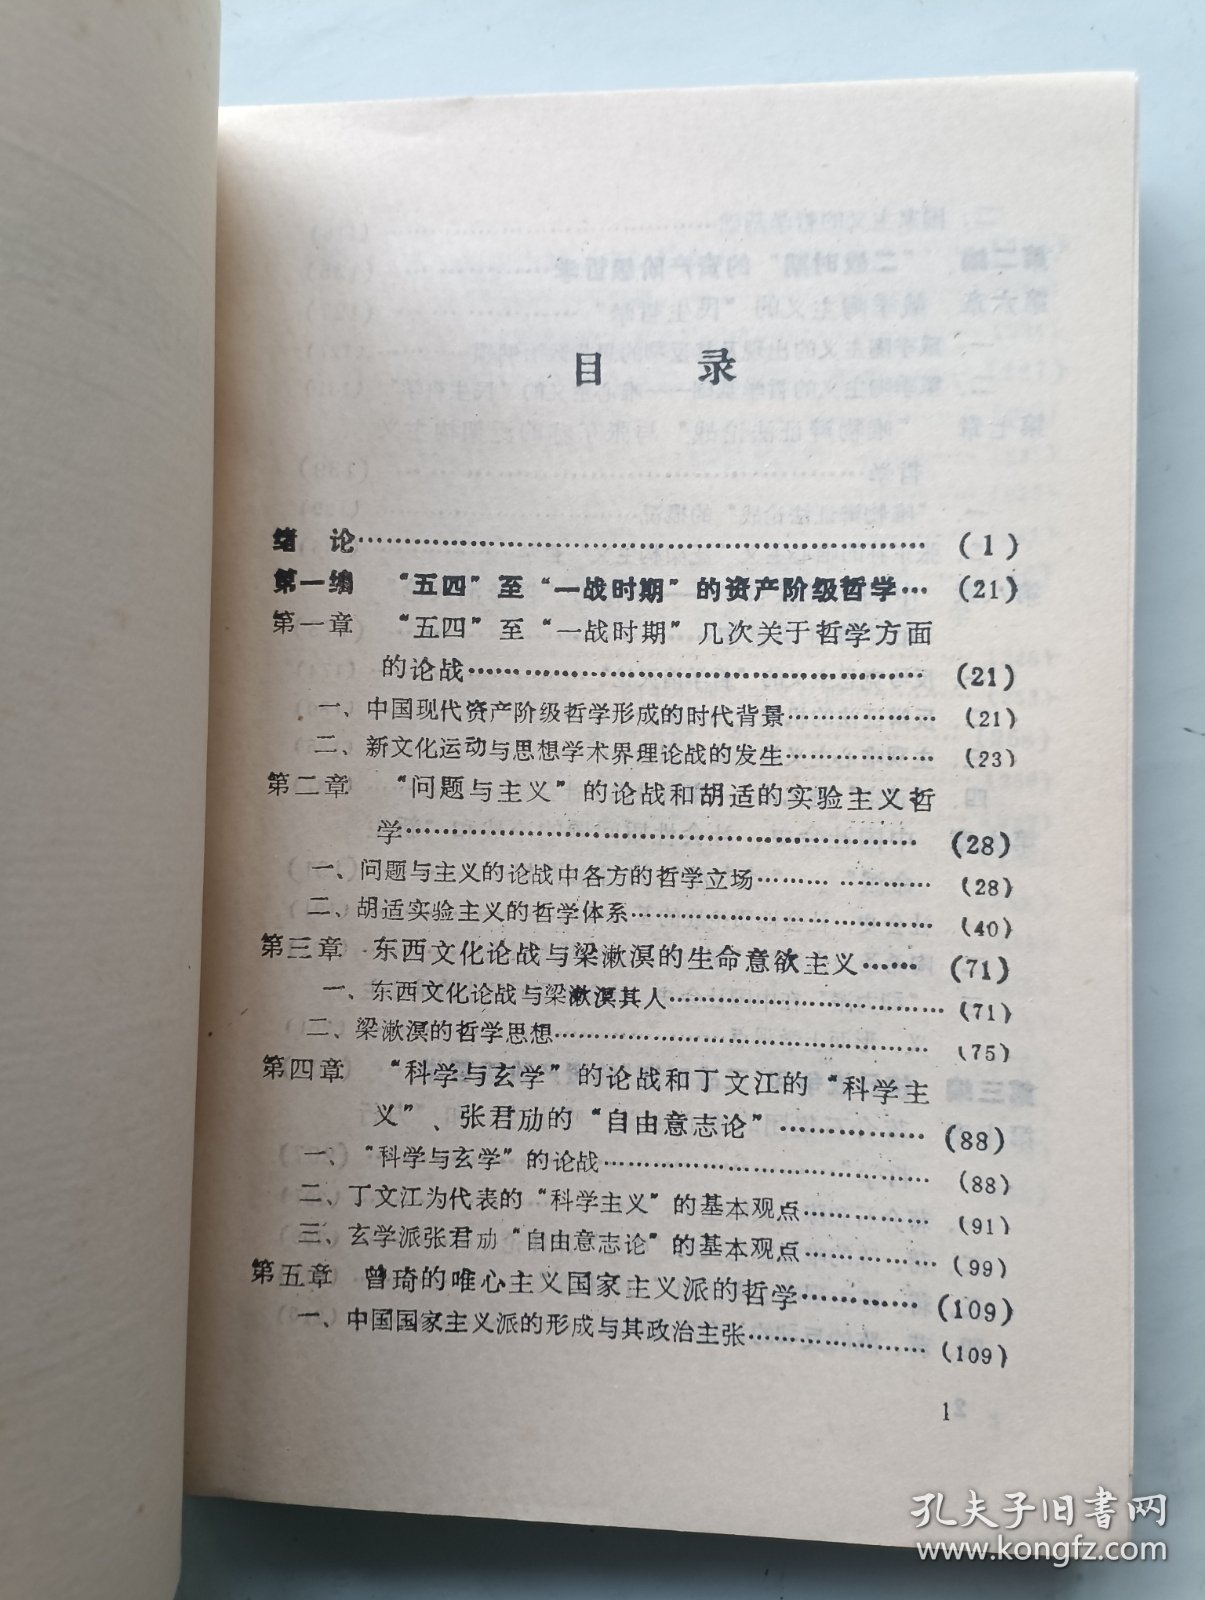 目 录
绪 论…………………………………………………… (1)
第一编 “五四”至“一战时期”的资产阶级哲学… (21)
第一章 “五四”至“一战时期”几次关于哲学方面
的论战………………………………………… (21)
一、中国现代资产阶级哲学形成的时代背景……………… (21)
二、新文化运动与思想学术界理论战的发生……………… (23)
第二章 “问题与主义”的论战和胡适的实验主义哲
学……………………………………………… (28)
一、问题与主义的论战中各方的哲学立场……… ………… (28)
二、胡适实验主义的哲学体系……………………………… (40)
第三章 东西文化论战与梁漱溟的生命意欲主义…… (71)
一、东西文化论战与梁漱溟其人…………………………… (71)
二、梁漱溟的哲学思想……………………………………… (75)
第四章 “科学与玄学”的论战和丁文江的“科学主
义”、张君劢的“自由意志论”…………… (88)
一、“科学与玄学”的论战………………………………… (88)
二、丁文江为代表的“科学主义”的基本观点…………… (91)
三、玄学派张君劢“自由意志论”的基本观点…………… (99)
第五章 曾琦的唯心主义国家主义派的哲学………… (109)
一、中国国家主义派的形成与其政治主张………………… (109)
1
孔夫子旧书网
www.kongfz.com